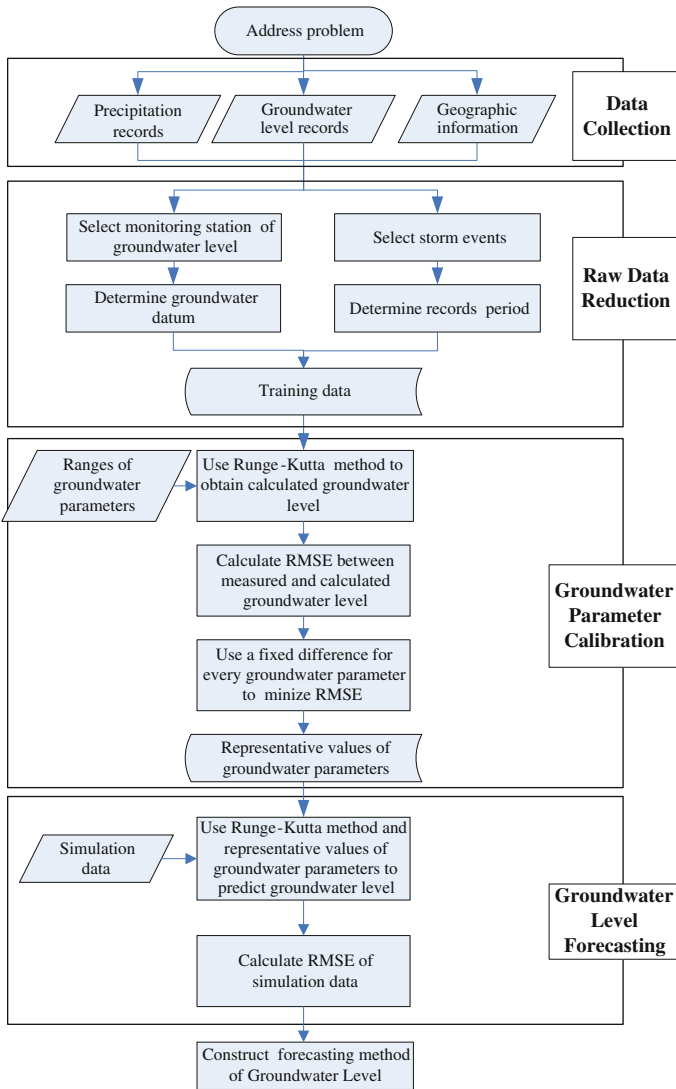 Address problem
Precipitation
records
Groundwater
level records
Geographic
information
Data
Collection
Select monitoring station of
groundwater level
Select storm events
Determine groundwater
datum
Determine records period
Raw Data
Reduction
Training data
Ranges of
groundwater
parameters
Use Runge-Kutta method to
obtain calculated groundwater
level
Calculate RMSE between
measured and calculated
groundwater level
Use a fixed difference for
every groundwater parameter
to minize RMSE
Representative values of
groundwater parameters
Groundwater
Parameter
Calibration
Simulation
data
Use Runge-Kutta method and
representative values of
groundwater parameters to
predict groundwater level
Calculate RMSE of
simulation data
Groundwater
Level
Forecasting
Construct forecasting method
of Groundwater Level